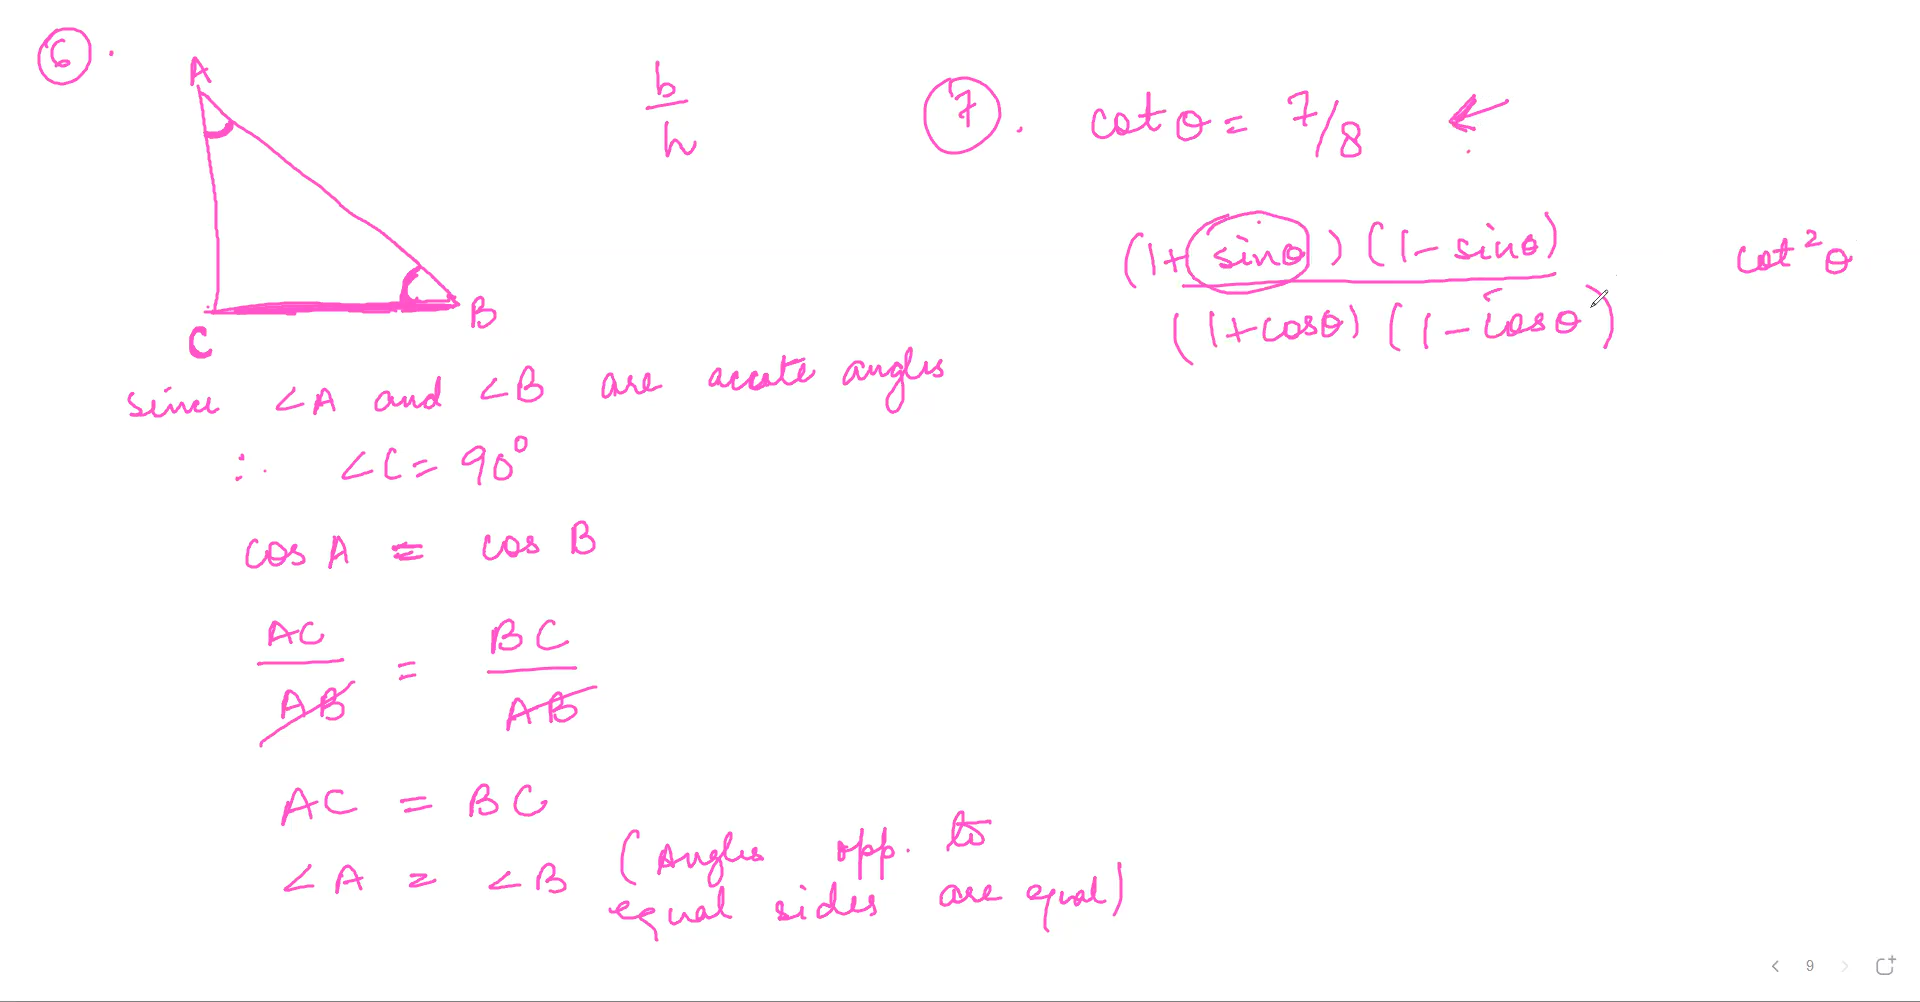 6 .
A
C
B
b/h
since ∠A and ∠B are accute angles
∴ ∠C = 90°
cos A = cos B
AC/AB = BC/AB
AC = BC
∠A = ∠B (Angles opp. to
equal sides are equal)
7 . cot θ = 7/8 ←
(1+ sinθ) (1- sinθ)
(1+cosθ) (1- cosθ)
cot²θ
9